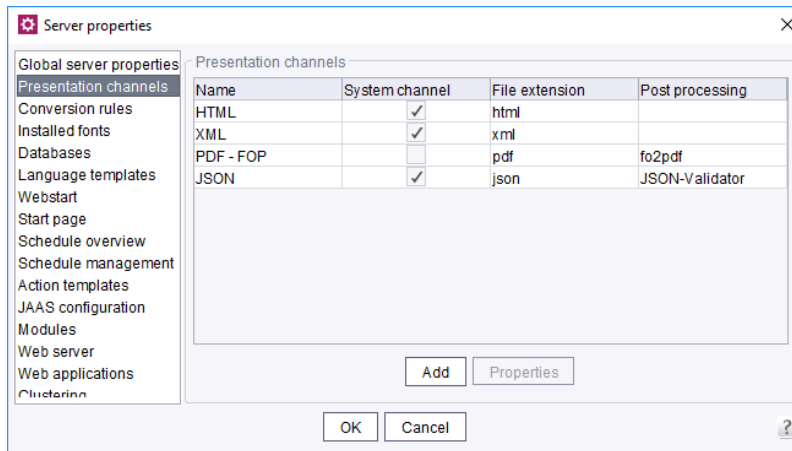 Server properties
Global server properties
Presentation channels
Conversion rules
Installed fonts
Databases
Language templates
Webstart
Start page
Schedule overview
Schedule management
Action templates
JAAS configuration
Modules
Web server
Web applications
Clustering
Presentation channels
Name System channel File extension Post processing
HTML html
XML xml
PDF - FOP pdf fo2pdf
JSON json JSON-Validator
Add Properties
OK Cancel
?